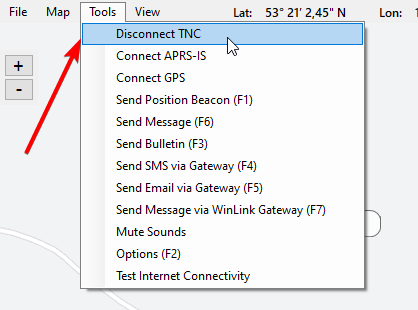 File Map Tools View Lat: 53° 21' 2,45" N Lon:
+
-
Disconnect TNC
Connect APRS-IS
Connect GPS
Send Position Beacon (F1)
Send Message (F6)
Send Bulletin (F3)
Send SMS via Gateway (F4)
Send Email via Gateway (F5)
Send Message via WinLink Gateway (F7)
Mute Sounds
Options (F2)
Test Internet Connectivity